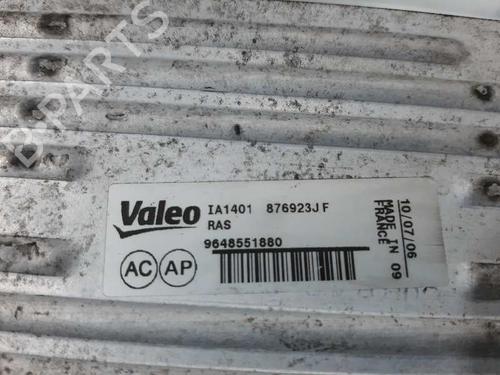 B-PARTS
Valeo
IA1401 876923J F
RAS
9648551880
AC AP
10/07/06
MADE IN 09
FRANCE